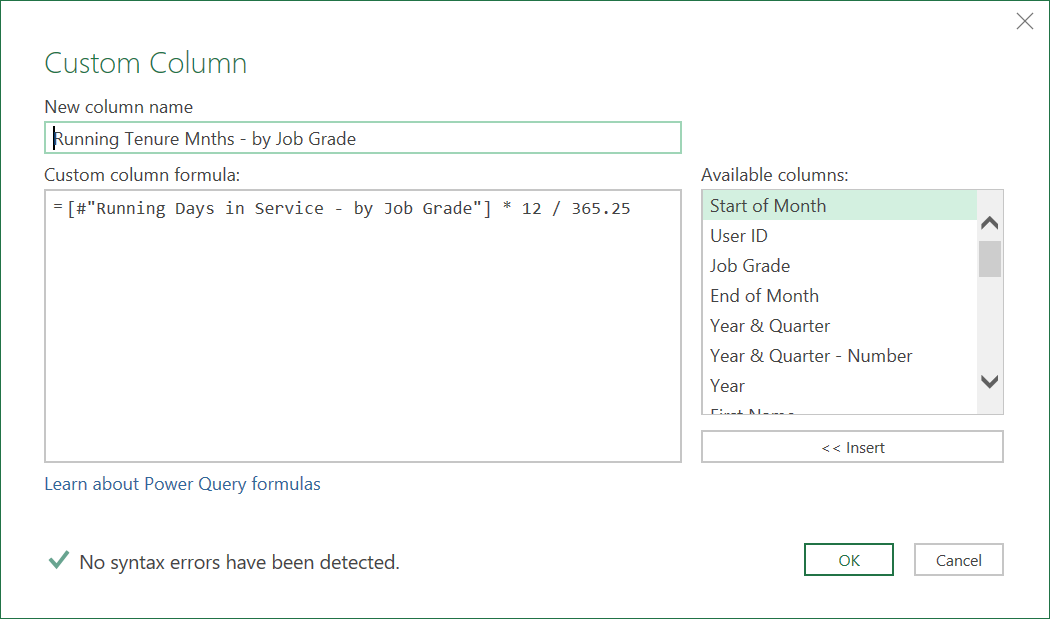 Custom Column
New column name
Running Tenure Mnths - by Job Grade
Custom column formula:
=[#"Running Days in Service - by Job Grade"] * 12 / 365.25
Available columns:
Start of Month
User ID
Job Grade
End of Month
Year & Quarter
Year & Quarter - Number
Year
First Name
<< Insert
Learn about Power Query formulas
No syntax errors have been detected.
OK
Cancel